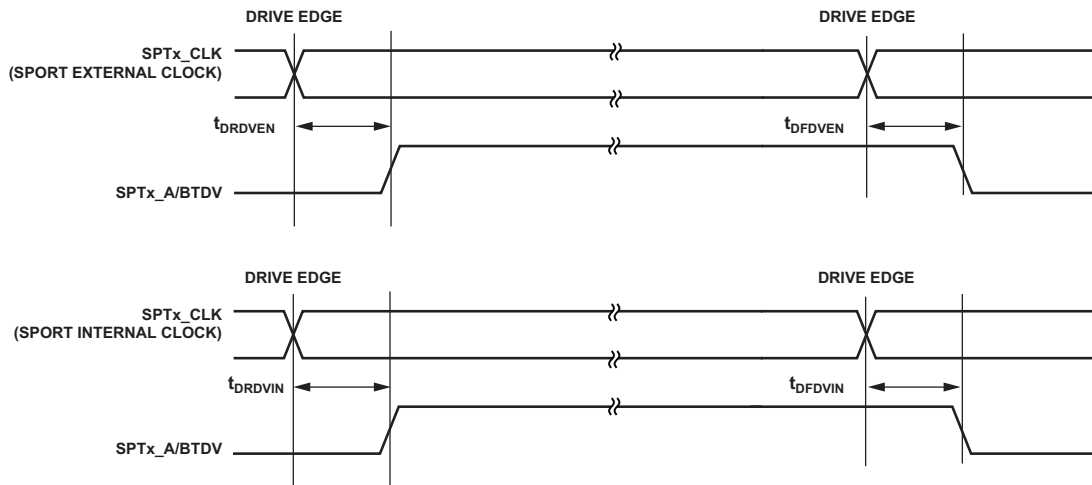 DRIVE EDGE DRIVE EDGE
SPTx_CLK
(SPORT EXTERNAL CLOCK)
tDRDVEN tDFDVEN
SPTx_A/BTDV
DRIVE EDGE DRIVE EDGE
SPTx_CLK
(SPORT INTERNAL CLOCK)
tDRDVIN tDFDVIN
SPTx_A/BTDV